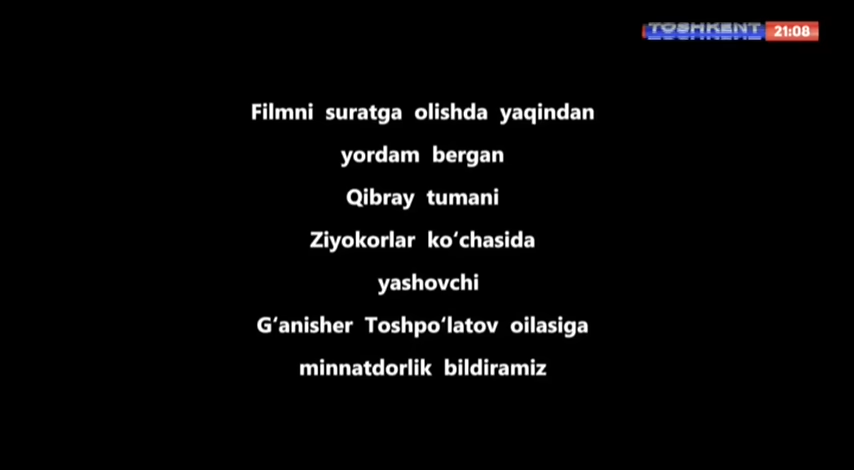 TOSHKENT 21:08
Filmni suratga olishda yaqindan
yordam bergan
Qibray tumani
Ziyokorlar ko‘chasida
yashovchi
G‘anisher Toshpo‘latov oilasiga
minnatdorlik bildiramiz